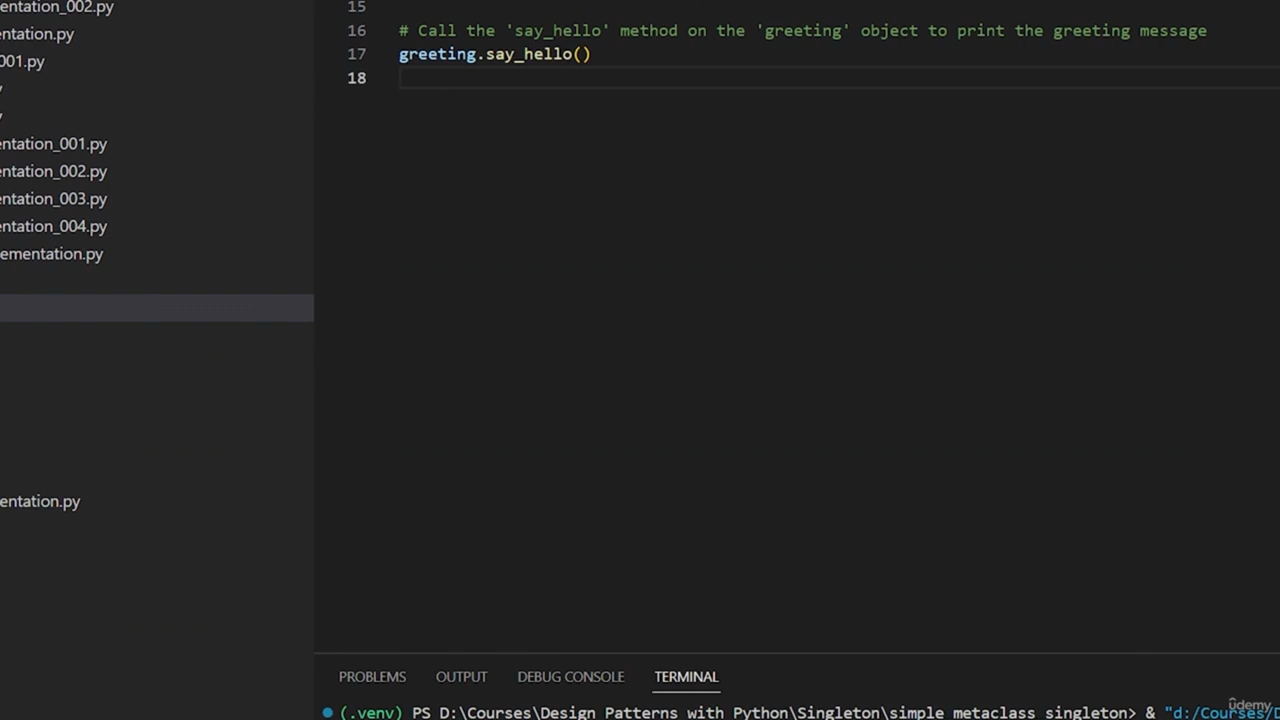 entation_002.py
entation.py
001.py
y
y
entation_001.py
entation_002.py
entation_003.py
entation_004.py
ementation.py
entation.py
15
16 # Call the 'say_hello' method on the 'greeting' object to print the greeting message
17 greeting.say_hello()
18
PROBLEMS OUTPUT DEBUG CONSOLE TERMINAL
(.venv) PS D:\Courses\Design Patterns with Python\Singleton\simple metaclass singleton> & "d:/Courses/
udemy